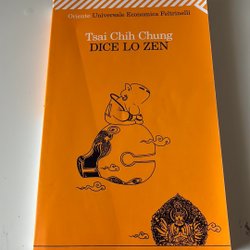 Oriente Universale Economica Feltrinelli
Tsai Chih Chung
DICE LO ZEN